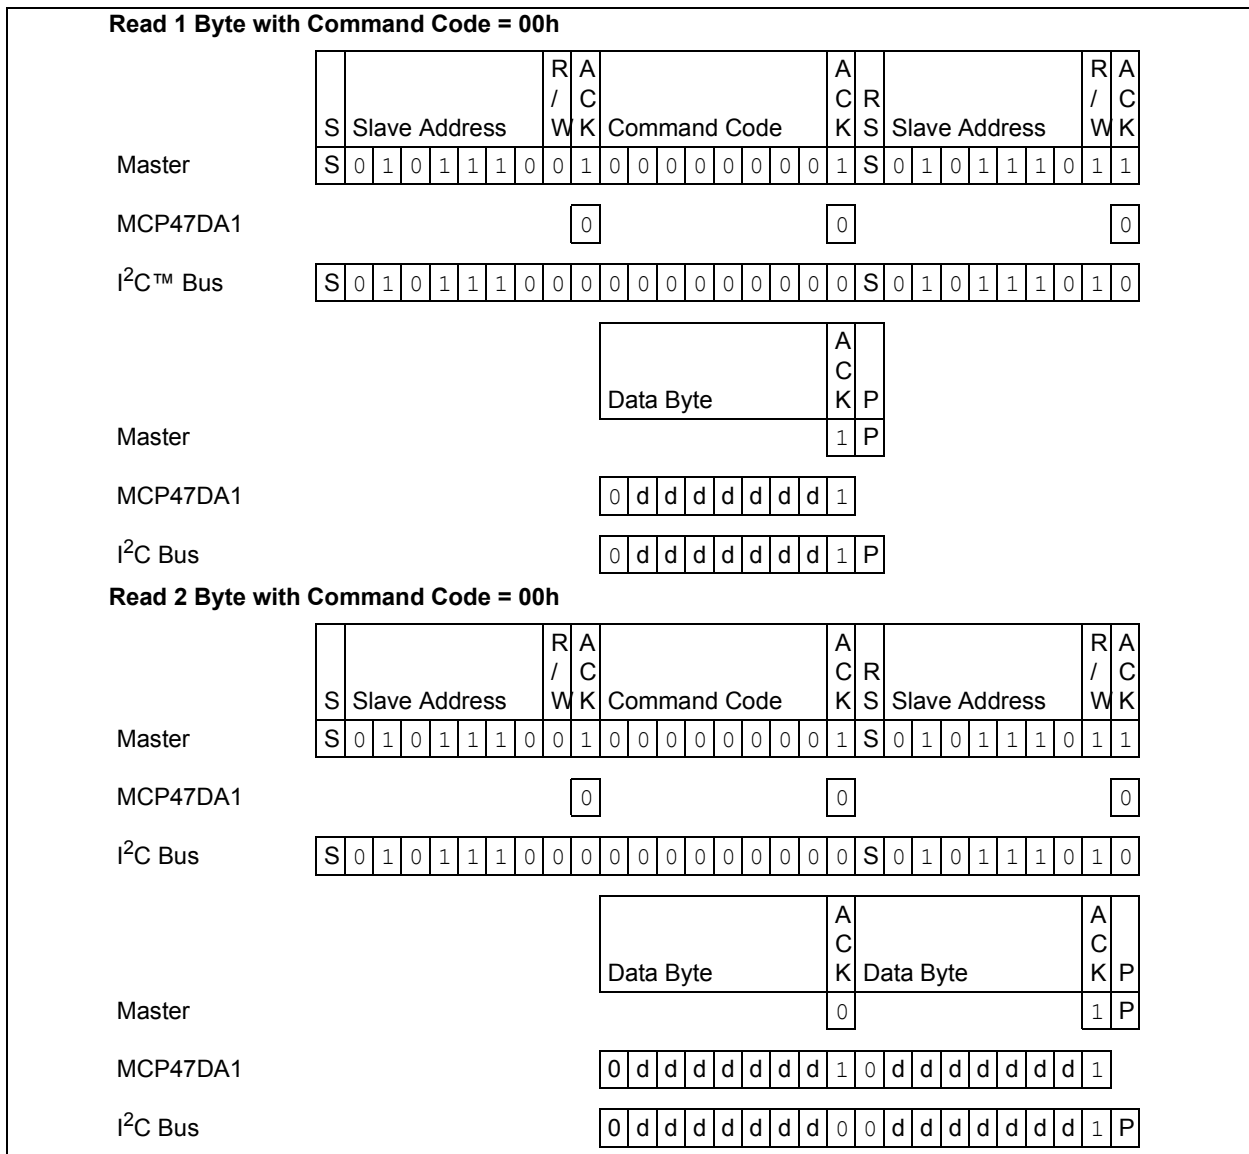 Read 1 Byte with Command Code = 00h
S Slave Address R/W ACK Command Code ACK RS Slave Address R/W ACK
Master S 0 1 0 1 1 1 0 0 1 0 0 0 0 0 0 0 0 1 S 0 1 0 1 1 1 0 1 1
MCP47DA1 0 0 0
I2C™ Bus S 0 1 0 1 1 1 0 0 0 0 0 0 0 0 0 0 0 0 S 0 1 0 1 1 1 0 1 0
Data Byte ACK P
Master 1 P
MCP47DA1 0 d d d d d d d 1
I2C Bus 0 d d d d d d d 1 P
Read 2 Byte with Command Code = 00h
S Slave Address R/W ACK Command Code ACK RS Slave Address R/W ACK
Master S 0 1 0 1 1 1 0 0 1 0 0 0 0 0 0 0 0 1 S 0 1 0 1 1 1 0 1 1
MCP47DA1 0 0 0
I2C Bus S 0 1 0 1 1 1 0 0 0 0 0 0 0 0 0 0 0 0 S 0 1 0 1 1 1 0 1 0
Data Byte ACK Data Byte ACK P
Master 0 1 P
MCP47DA1 0 d d d d d d d 1 0 d d d d d d d 1
I2C Bus 0 d d d d d d d 0 0 d d d d d d d 1 P